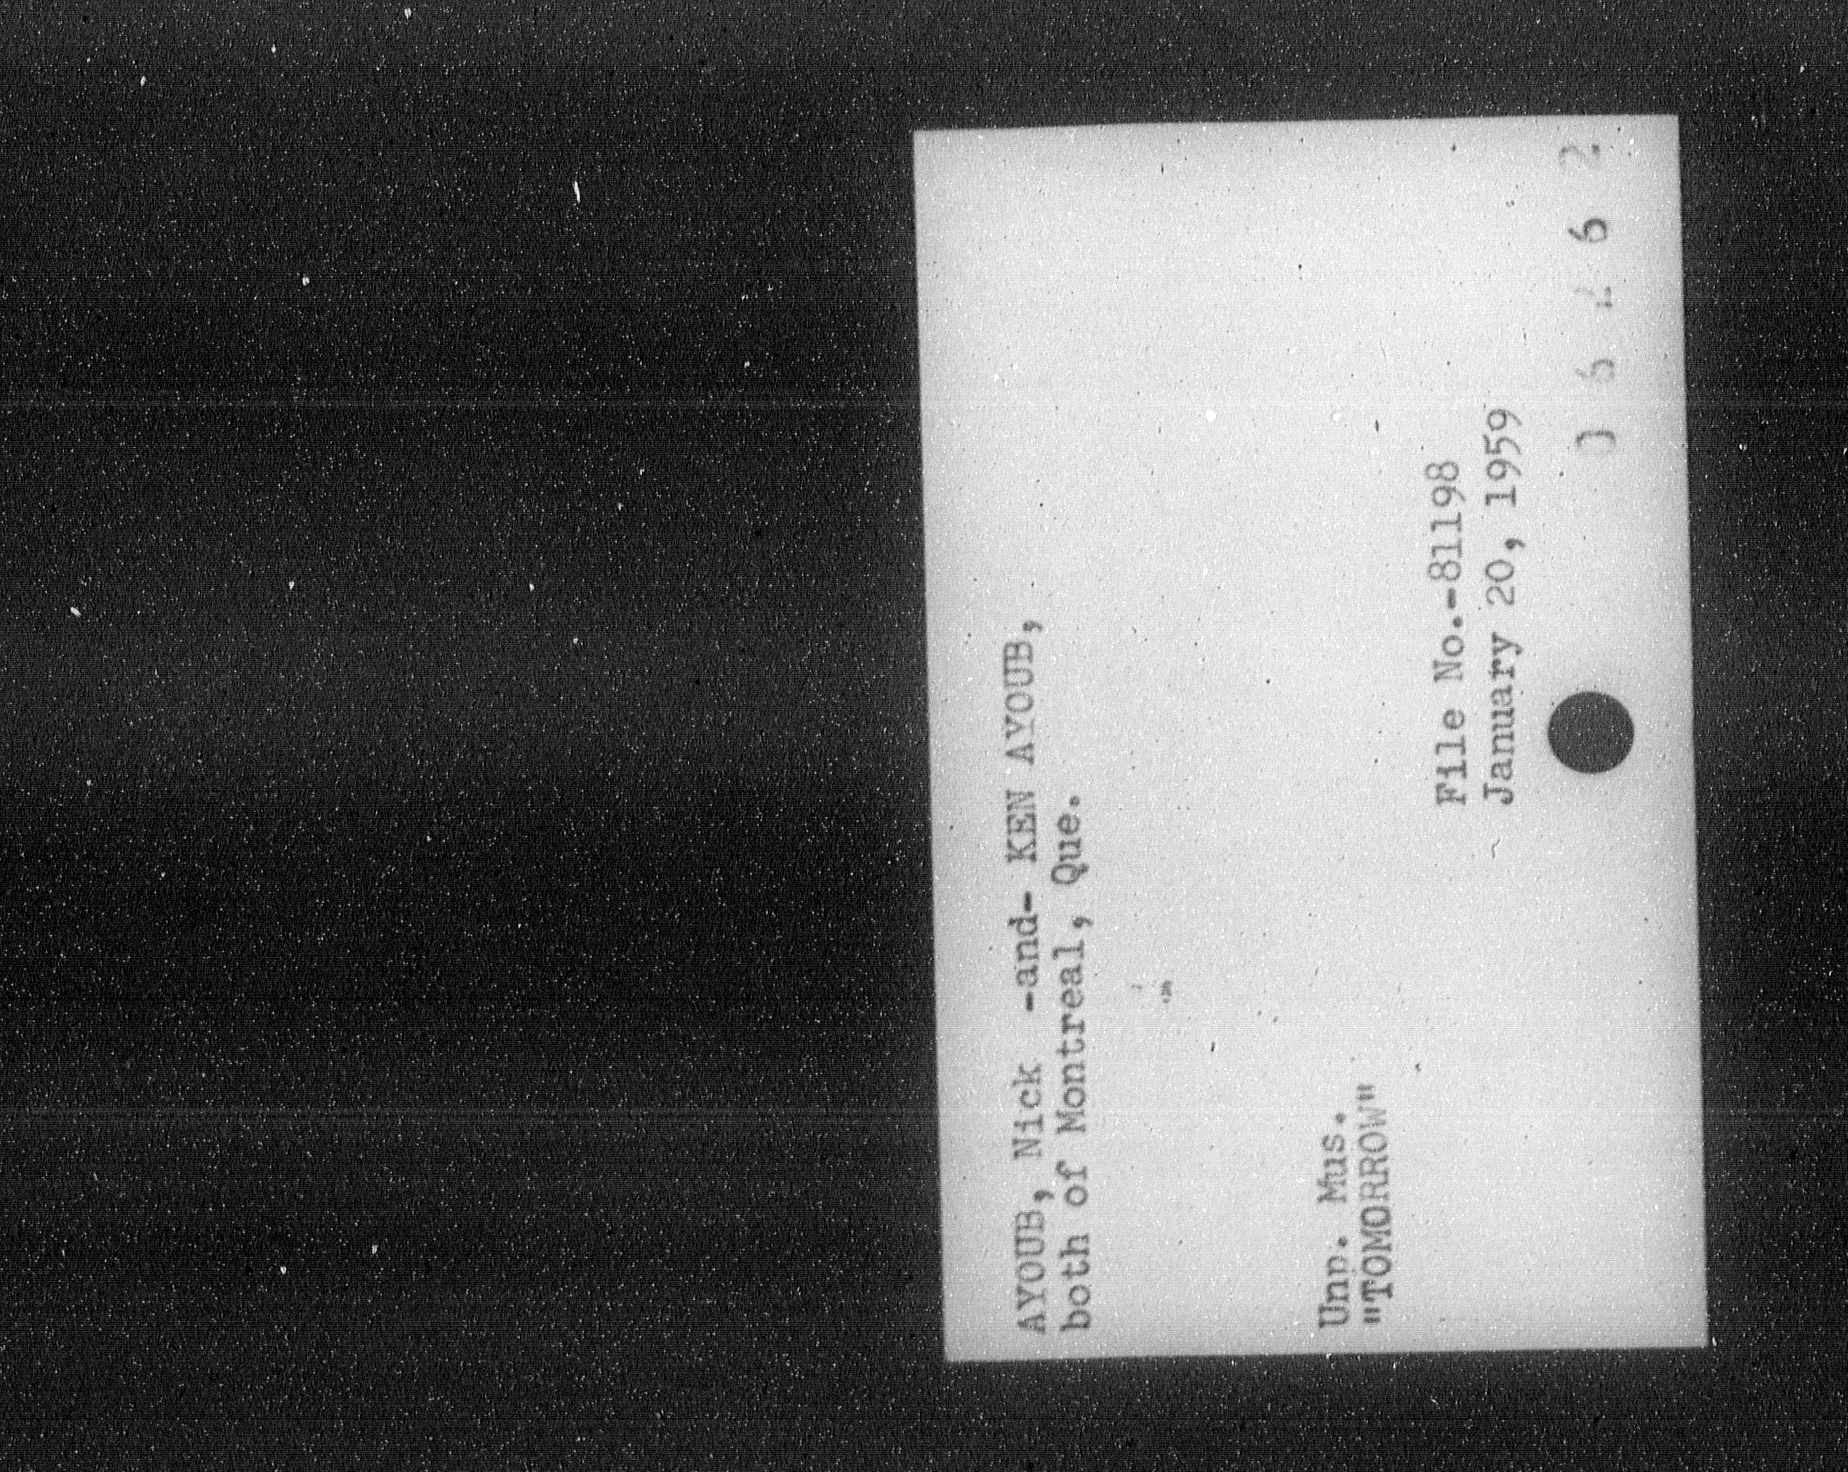 AYOUB, Nick -and- KEN AYOUB,
both of Montreal, Que.
Unp. Mus.
"TOMORROW"
File No.-81198
January 20, 1959